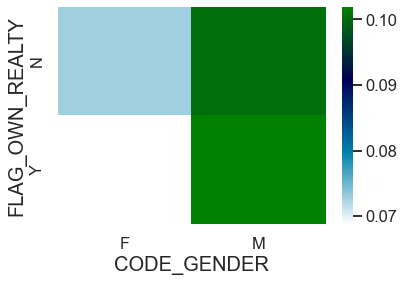 FLAG_OWN_REALTY
N
Y
F
M
CODE_GENDER
0.10
0.09
0.08
0.07